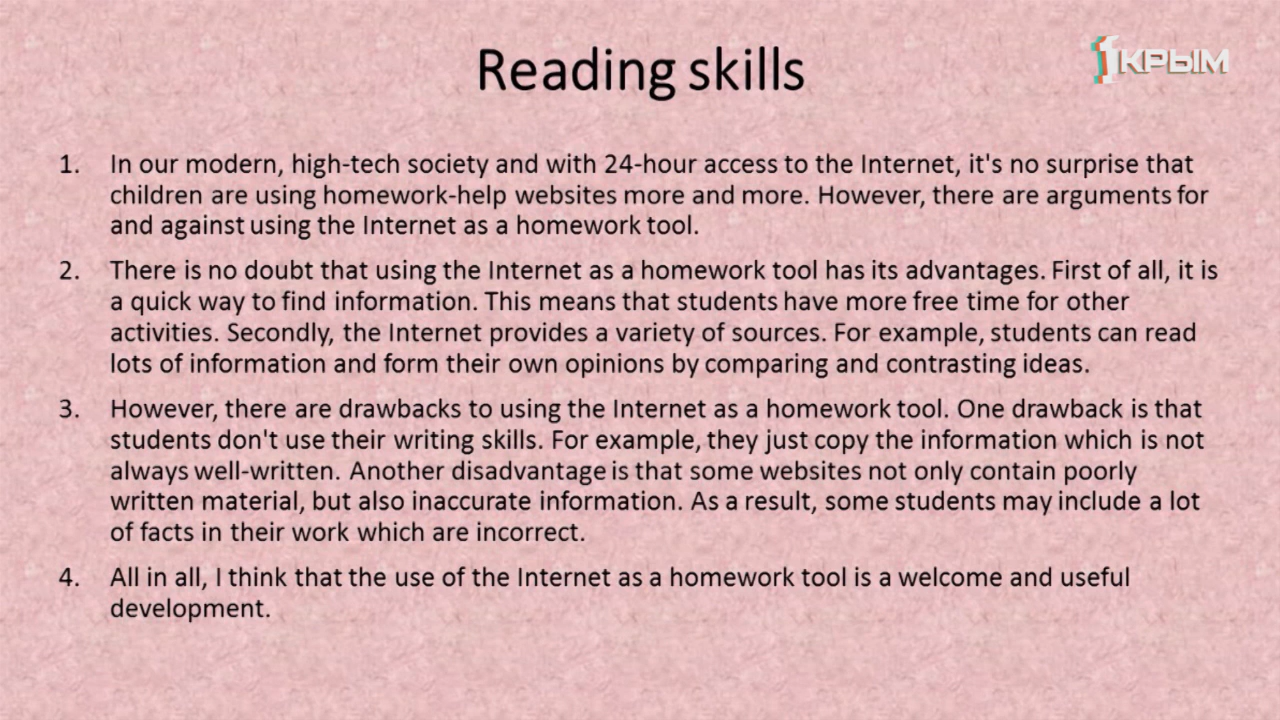 Reading skills
1КРЫМ
1. In our modern, high-tech society and with 24-hour access to the Internet, it's no surprise that
children are using homework-help websites more and more. However, there are arguments for
and against using the Internet as a homework tool.
2. There is no doubt that using the Internet as a homework tool has its advantages. First of all, it is
a quick way to find information. This means that students have more free time for other
activities. Secondly, the Internet provides a variety of sources. For example, students can read
lots of information and form their own opinions by comparing and contrasting ideas.
3. However, there are drawbacks to using the Internet as a homework tool. One drawback is that
students don't use their writing skills. For example, they just copy the information which is not
always well-written. Another disadvantage is that some websites not only contain poorly
written material, but also inaccurate information. As a result, some students may include a lot
of facts in their work which are incorrect.
4. All in all, I think that the use of the Internet as a homework tool is a welcome and useful
development.